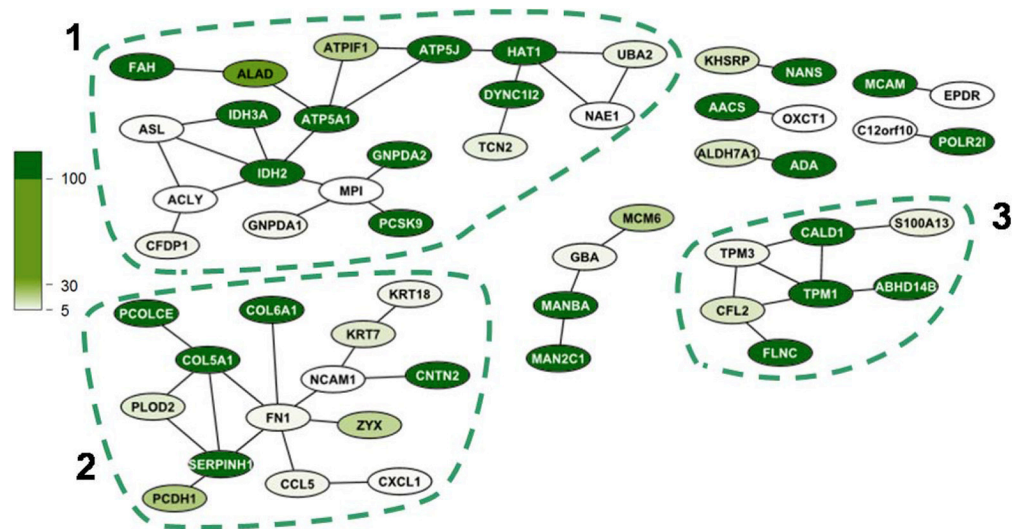 1
FAH
ALAD
ATPIF1
ATP5J
HAT1
UBA2
DYNC1I2
NAE1
TCN2
ASL
IDH3A
ATP5A1
IDH2
GNPDA2
MPI
ACLY
GNPDA1
PCSK9
CFDP1
KHSRP
NANS
MCAM
EPDR
AACS
OXCT1
C12orf10
POLR2I
ALDH7A1
ADA
100
30
5
MCM6
GBA
MANBA
MAN2C1
3
CALD1
S100A13
TPM3
TPM1
ABHD14B
CFL2
FLNC
2
PCOLCE
COL6A1
KRT18
KRT7
COL5A1
NCAM1
CNTN2
PLOD2
FN1
ZYX
SERPINH1
CCL5
CXCL1
PCDH1